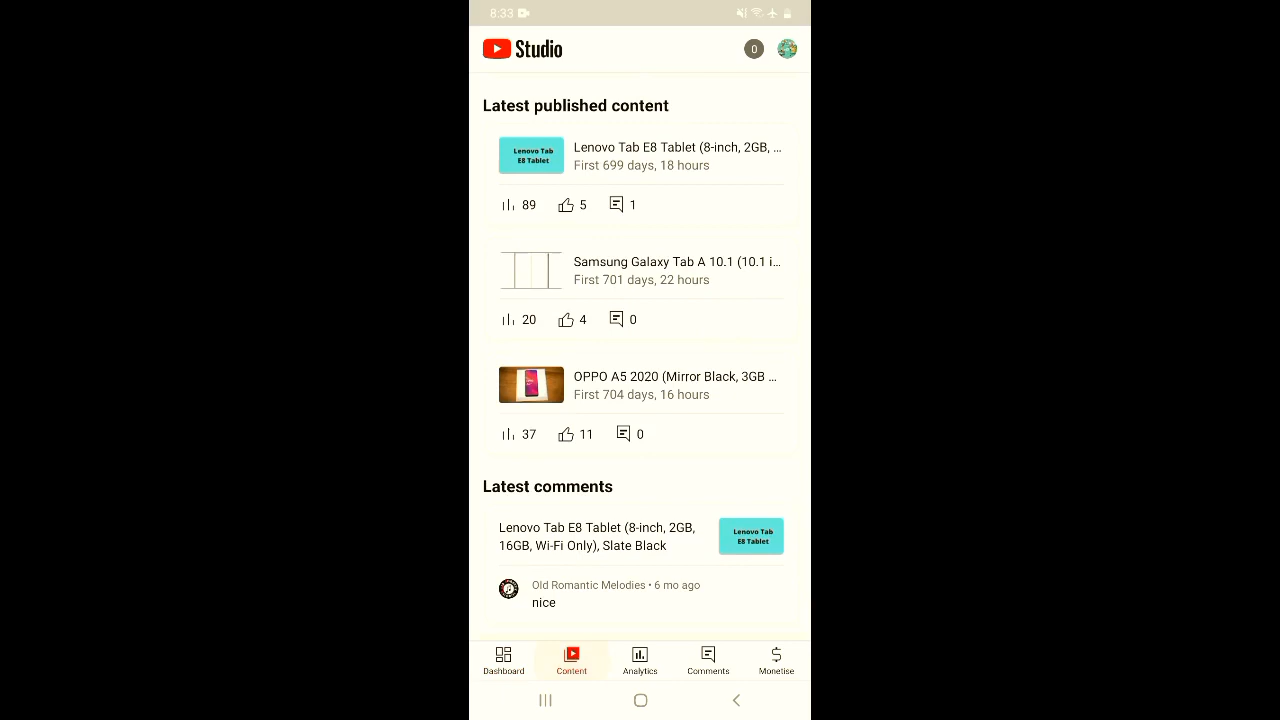 8:33
Studio
0
Latest published content
Lenovo Tab E8 Tablet
Lenovo Tab E8 Tablet (8-inch, 2GB, ...
First 699 days, 18 hours
89 5 1
Samsung Galaxy Tab A 10.1 (10.1 i...
First 701 days, 22 hours
20 4 0
OPPO A5 2020 (Mirror Black, 3GB ...
First 704 days, 16 hours
37 11 0
Latest comments
Lenovo Tab E8 Tablet (8-inch, 2GB,
16GB, Wi-Fi Only), Slate Black
Lenovo Tab
E8 Tablet
Old Romantic Melodies • 6 mo ago
nice
Dashboard Content Analytics Comments Monetise